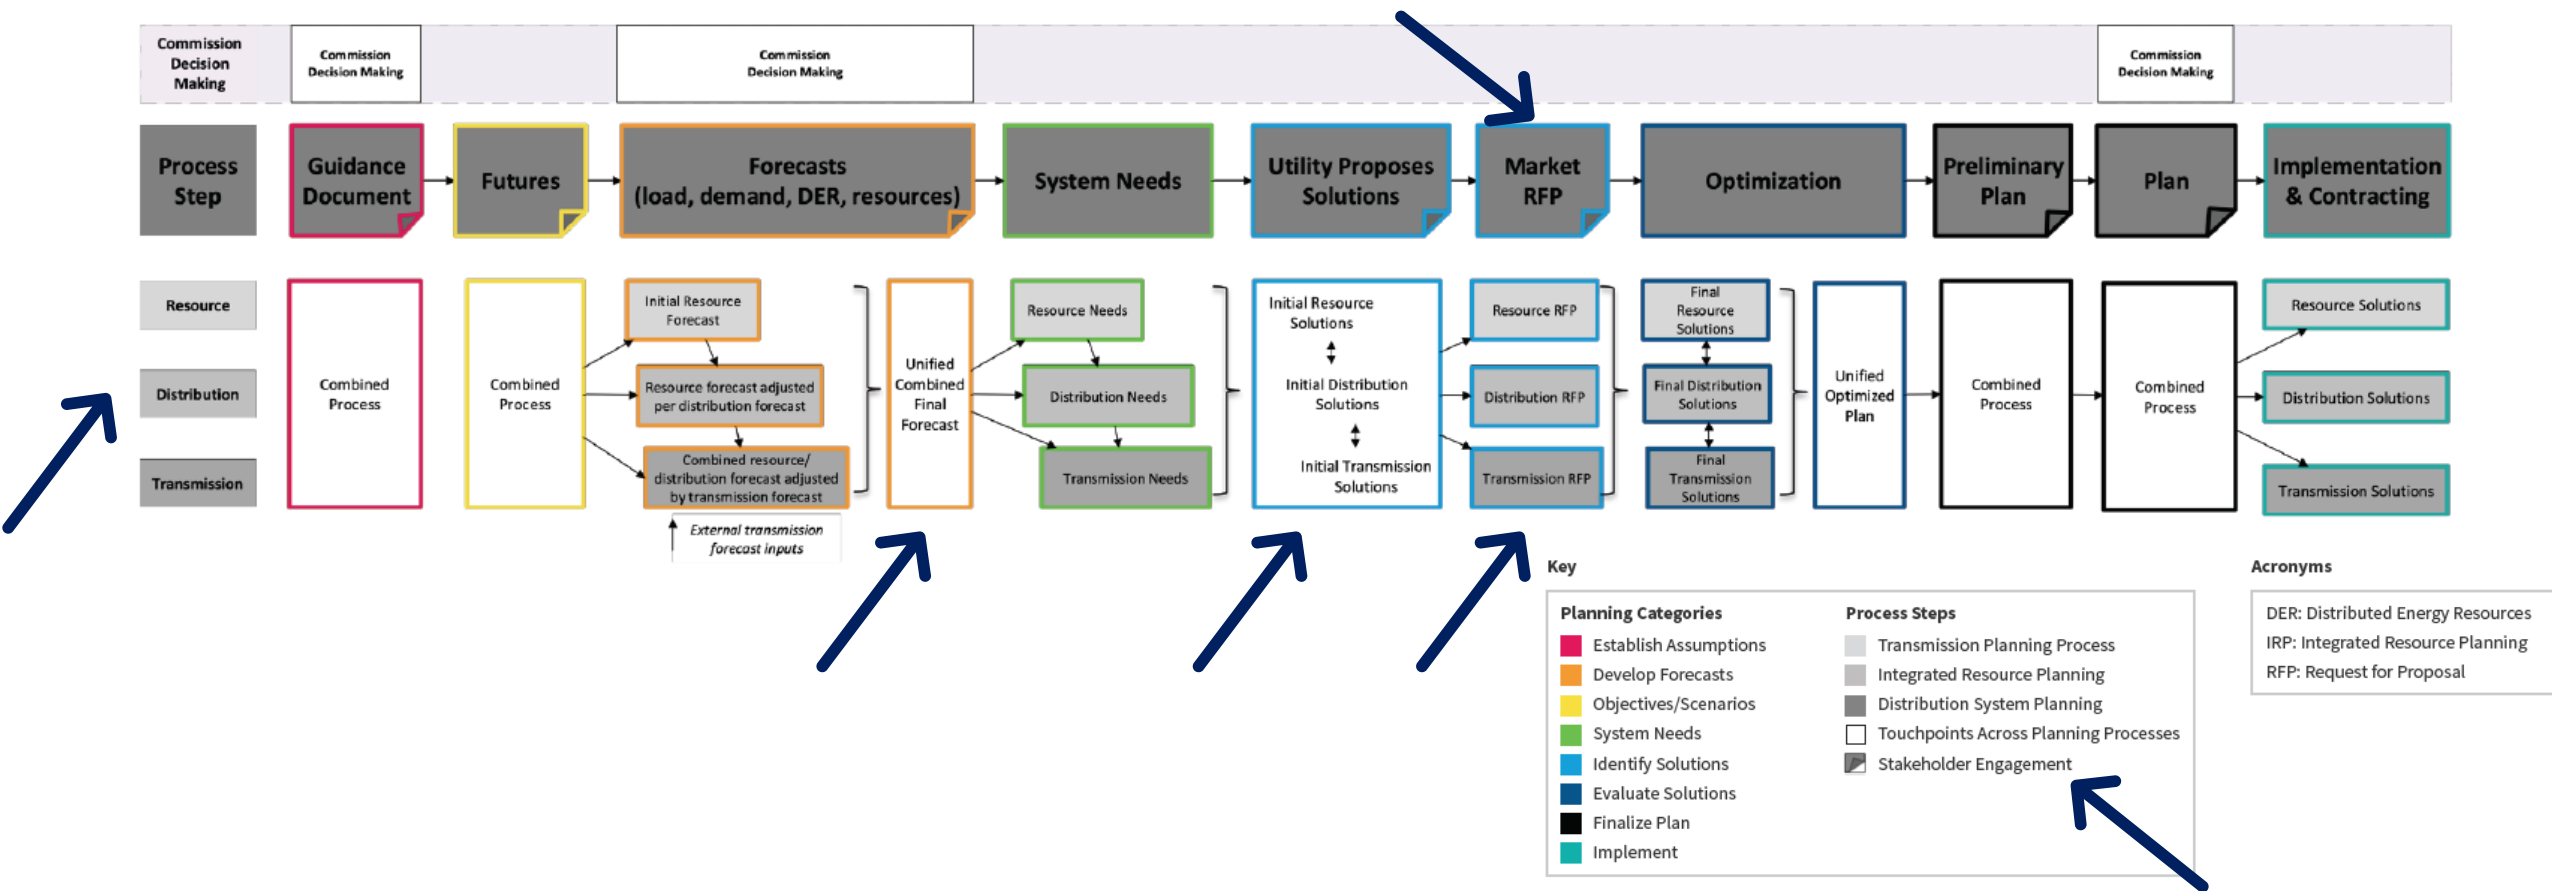 Commission
Decision
Making
Commission
Decision Making
Commission
Decision Making
Commission
Decision Making
Process
Step
Guidance
Document
Futures
Forecasts
(load, demand, DER, resources)
System Needs
Utility Proposes
Solutions
Market
RFP
Optimization
Preliminary
Plan
Plan
Implementation
& Contracting
Resource
Distribution
Transmission
Combined
Process
Combined
Process
Initial Resource
Forecast
Resource forecast adjusted
per distribution forecast
Combined resource/
distribution forecast adjusted
by transmission forecast
External transmission
forecast inputs
Unified
Combined
Final
Forecast
Resource Needs
Distribution Needs
Transmission Needs
Initial Resource
Solutions
Initial Distribution
Solutions
Initial Transmission
Solutions
Resource RFP
Distribution RFP
Transmission RFP
Final
Resource
Solutions
Final Distribution
Solutions
Final
Transmission
Solutions
Unified
Optimized
Plan
Combined
Process
Combined
Process
Resource Solutions
Distribution Solutions
Transmission Solutions
Key
Planning Categories
Establish Assumptions
Develop Forecasts
Objectives/Scenarios
System Needs
Identify Solutions
Evaluate Solutions
Finalize Plan
Implement
Process Steps
Transmission Planning Process
Integrated Resource Planning
Distribution System Planning
Touchpoints Across Planning Processes
Stakeholder Engagement
Acronyms
DER: Distributed Energy Resources
IRP: Integrated Resource Planning
RFP: Request for Proposal